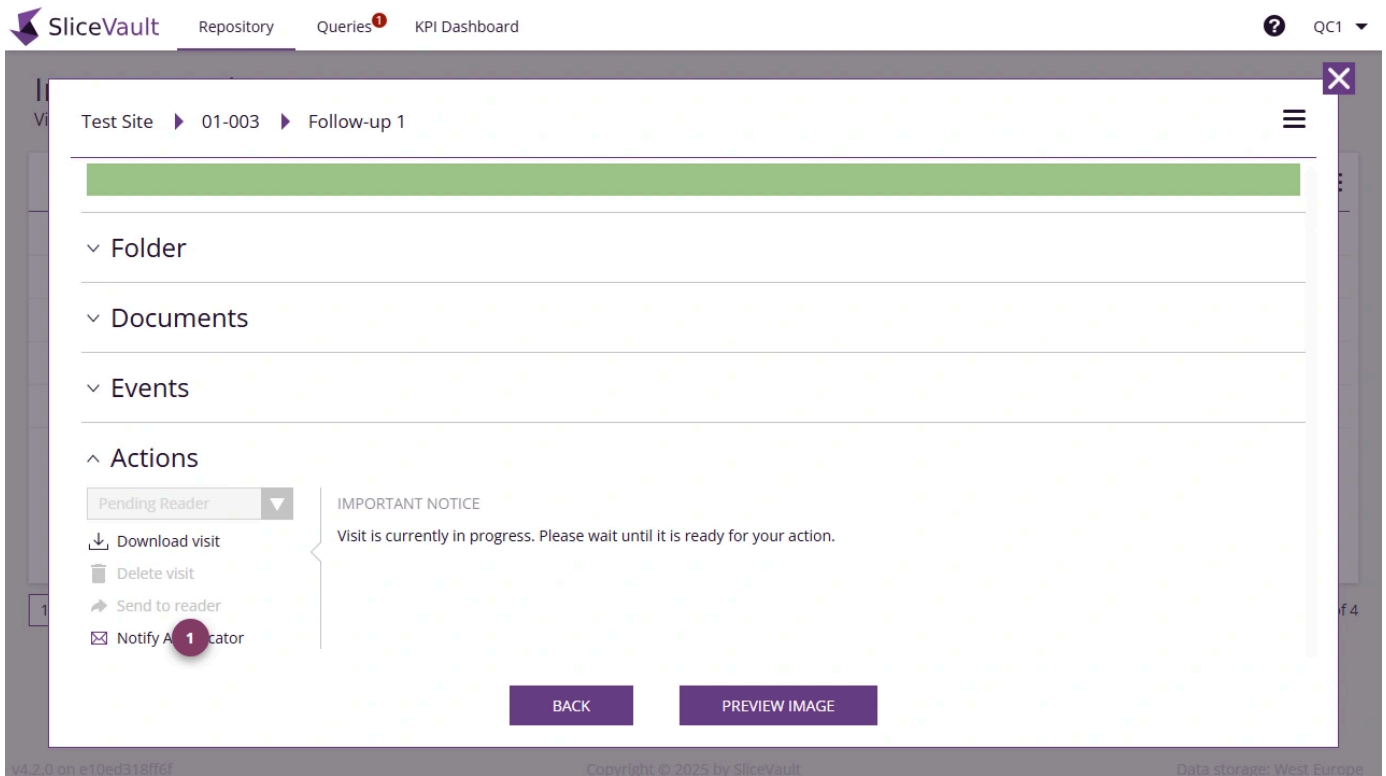 SliceVault Repository Queries 1 KPI Dashboard ? QC1
Test Site 01-003 Follow-up 1
Folder
Documents
Events
Actions
Pending Reader
IMPORTANT NOTICE
Download visit
Visit is currently in progress. Please wait until it is ready for your action.
Delete visit
Send to reader
of 4
Notify 1
BACK PREVIEW IMAGE
v4.2.0 on e10ed318ff6f Copyright © 2025 by SliceVault Data storage: West Europe